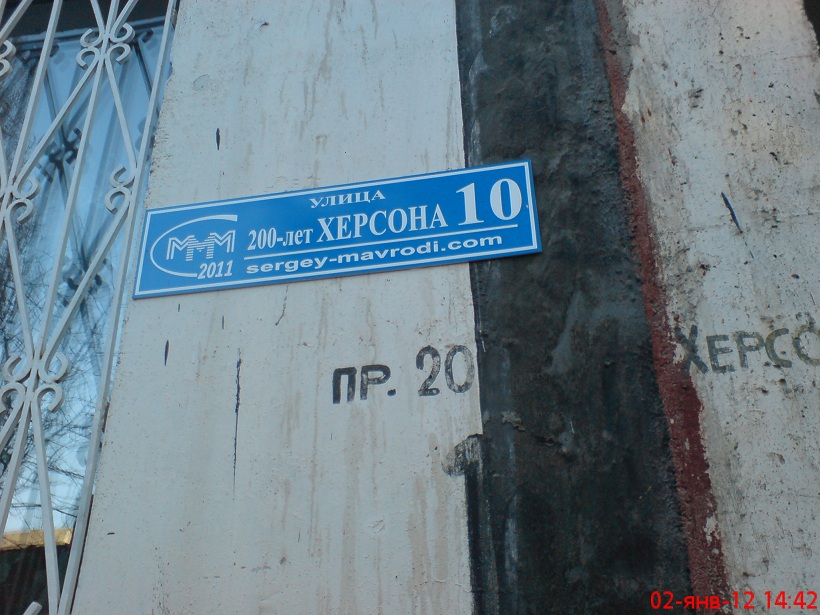 УЛИЦА
МММ 200-лет ХЕРСОНА 10
2011 sergey-mavrodi.com
ПР. 20 ХЕРСО
02-янв-12 14:42